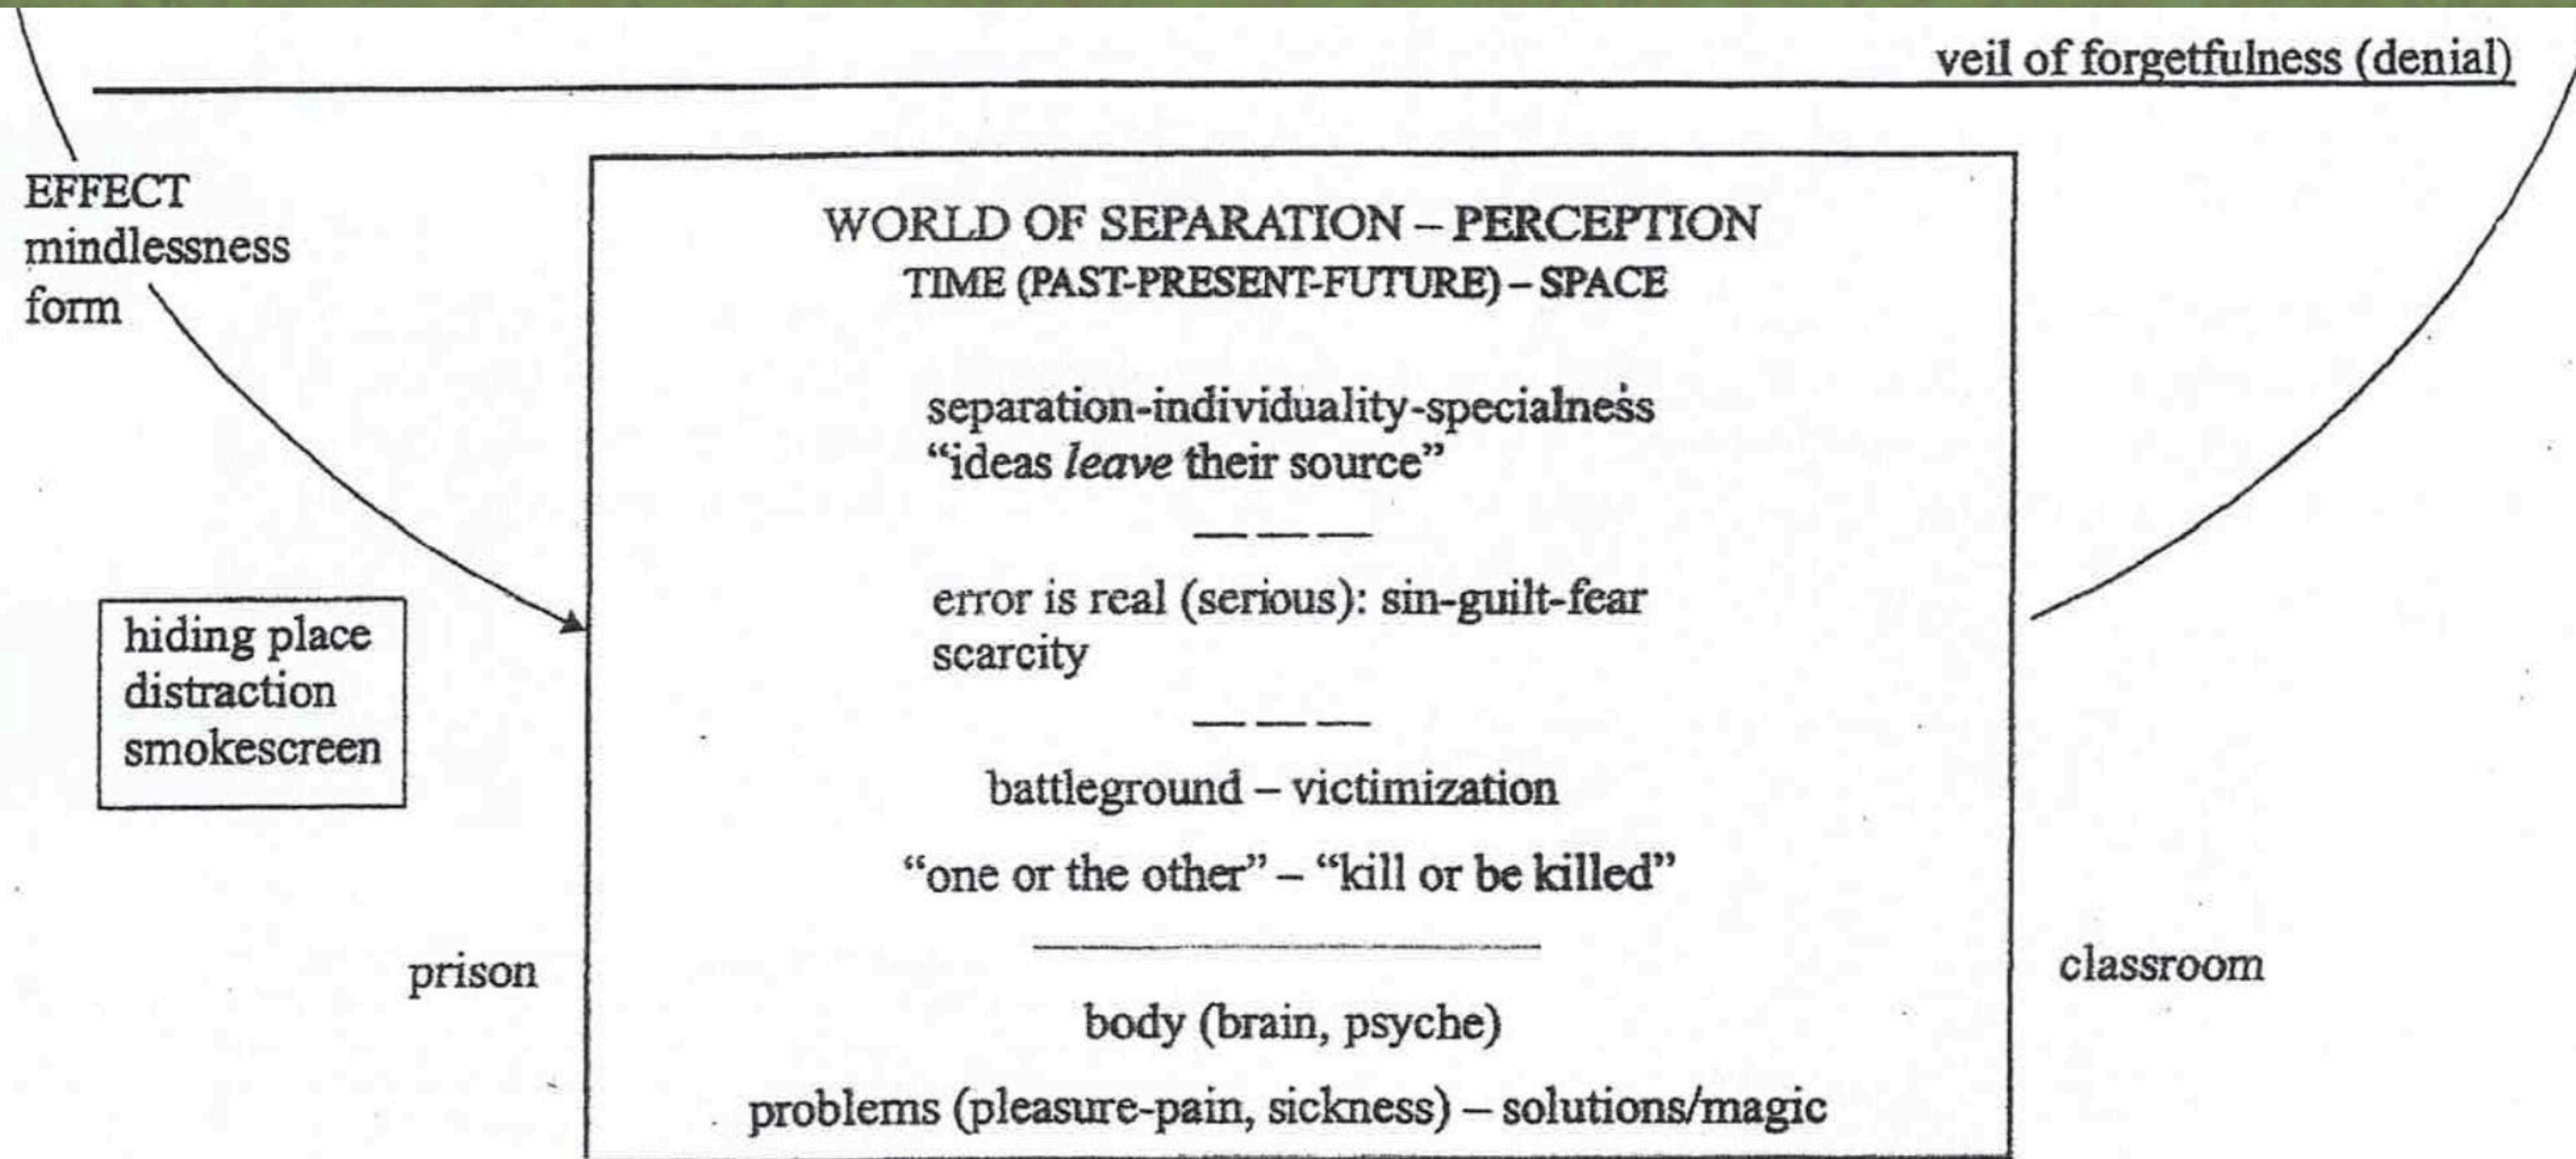 veil of forgetfulness (denial)
EFFECT
mindlessness
form
WORLD OF SEPARATION – PERCEPTION
TIME (PAST-PRESENT-FUTURE) – SPACE
separation-individuality-specialness
“ideas leave their source”
error is real (serious): sin-guilt-fear
scarcity
hiding place
distraction
smokescreen
battleground – victimization
“one or the other” – “kill or be killed”
prison
classroom
body (brain, psyche)
problems (pleasure-pain, sickness) – solutions/magic